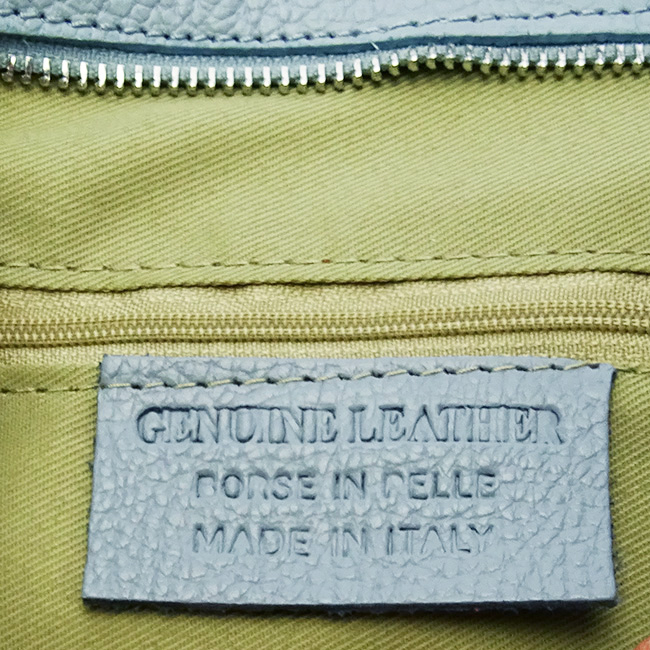 GENUINE LEATHER
BORSE IN PELLE
MADE IN ITALY